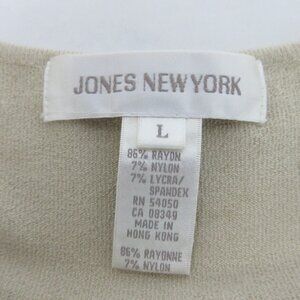 JONES NEW YORK
L
86% RAYON
7% NYLON
7% LYCRA/
SPANDEX
RN 54050
CA 08349
MADE IN
HONG KONG
86% RAYONNE
7% NYLON